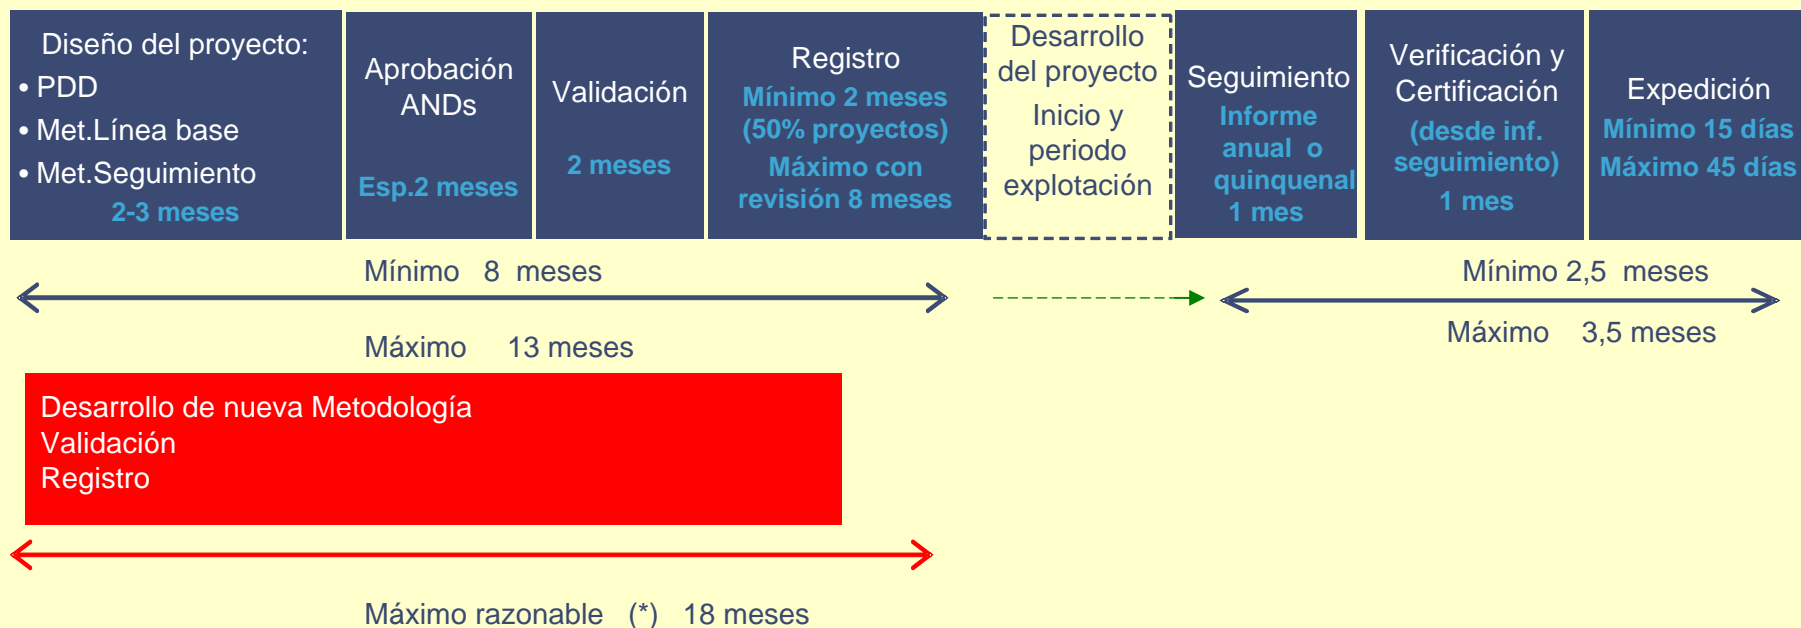 Diseño del proyecto:
• PDD
• Met.Línea base
• Met.Seguimiento
2-3 meses
Aprobación
ANDs
Esp.2 meses
Validación
2 meses
Registro
Mínimo 2 meses
(50% proyectos)
Máximo con
revisión 8 meses
Desarrollo
del proyecto
Inicio y
periodo
explotación
Seguimiento
Informe
anual o
quinquenal
1 mes
Verificación y
Certificación
(desde inf.
seguimiento)
1 mes
Expedición
Mínimo 15 días
Máximo 45 días
Mínimo 8 meses
Máximo 13 meses
Mínimo 2,5 meses
Máximo 3,5 meses
Desarrollo de nueva Metodología
Validación
Registro
Máximo razonable (*) 18 meses